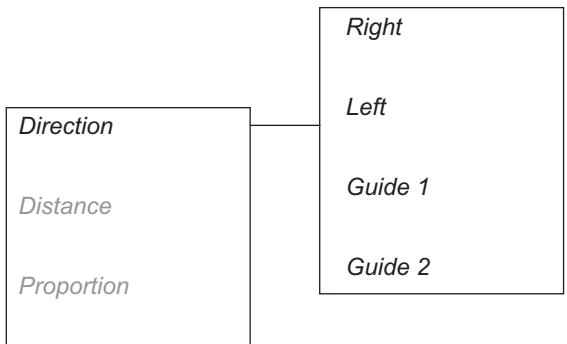 Direction
Distance
Proportion
Right
Left
Guide 1
Guide 2